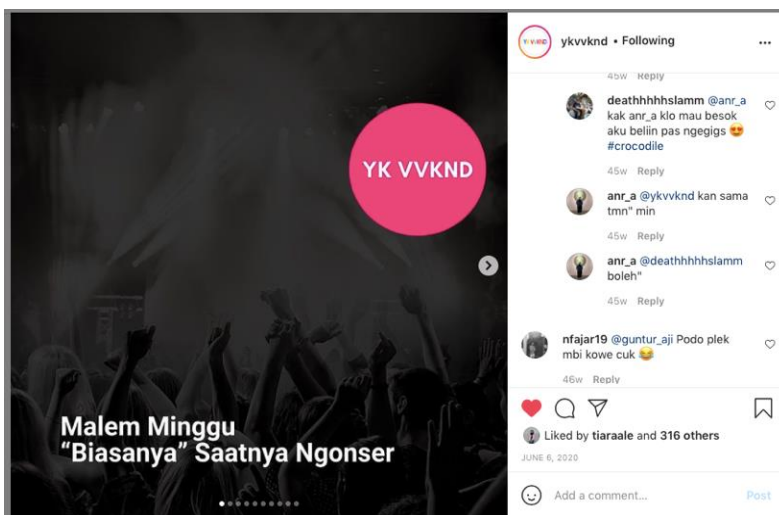 YK VVKND
Malem Minggu
“Biasanya” Saatnya Ngonser
YK VVKND
ykvvknd • Following
45w Reply
deathhhhhslamm @anr_a
kak anr_a klo mau besok
aku beliin pas ngegigs 😍
#crocodile
45w Reply
anr_a @ykvvknd kan sama
tmn" min
45w Reply
anr_a @deathhhhhslamm
boleh"
45w Reply
nfajar19 @guntur_aji Podo plek
mbi kowe cuk 😂
46w Reply
Liked by tiaraale and 316 others
JUNE 6, 2020
Add a comment...
Post